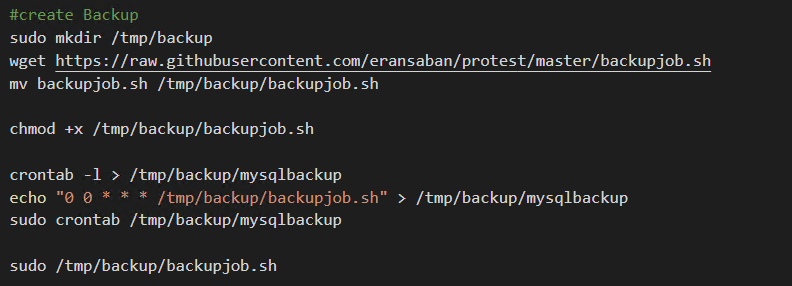 #create Backup
sudo mkdir /tmp/backup
wget https://raw.githubusercontent.com/eransaban/protest/master/backupjob.sh
mv backupjob.sh /tmp/backup/backupjob.sh
chmod +x /tmp/backup/backupjob.sh
crontab -l > /tmp/backup/mysqlbackup
echo "0 0 * * * /tmp/backup/backupjob.sh" > /tmp/backup/mysqlbackup
sudo crontab /tmp/backup/mysqlbackup
sudo /tmp/backup/backupjob.sh